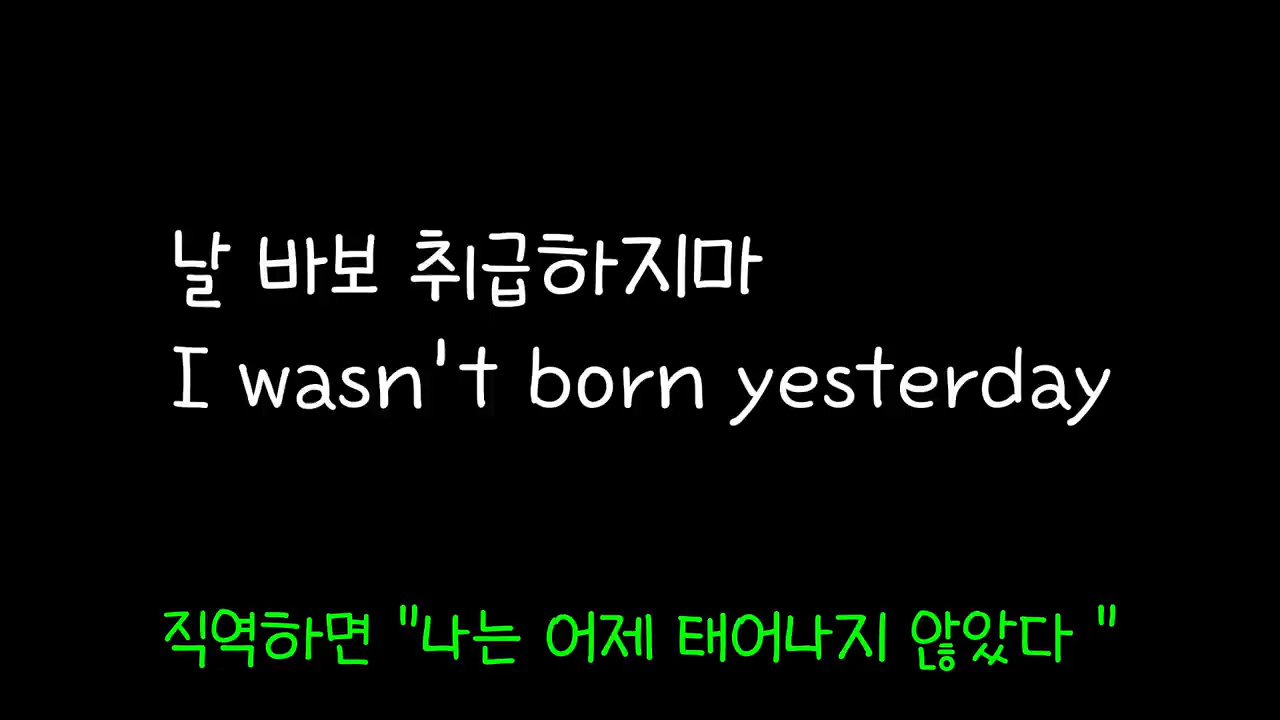 날 바보 취급하지마
I wasn't born yesterday
직역하면 "나는 어제 태어나지 않았다 "